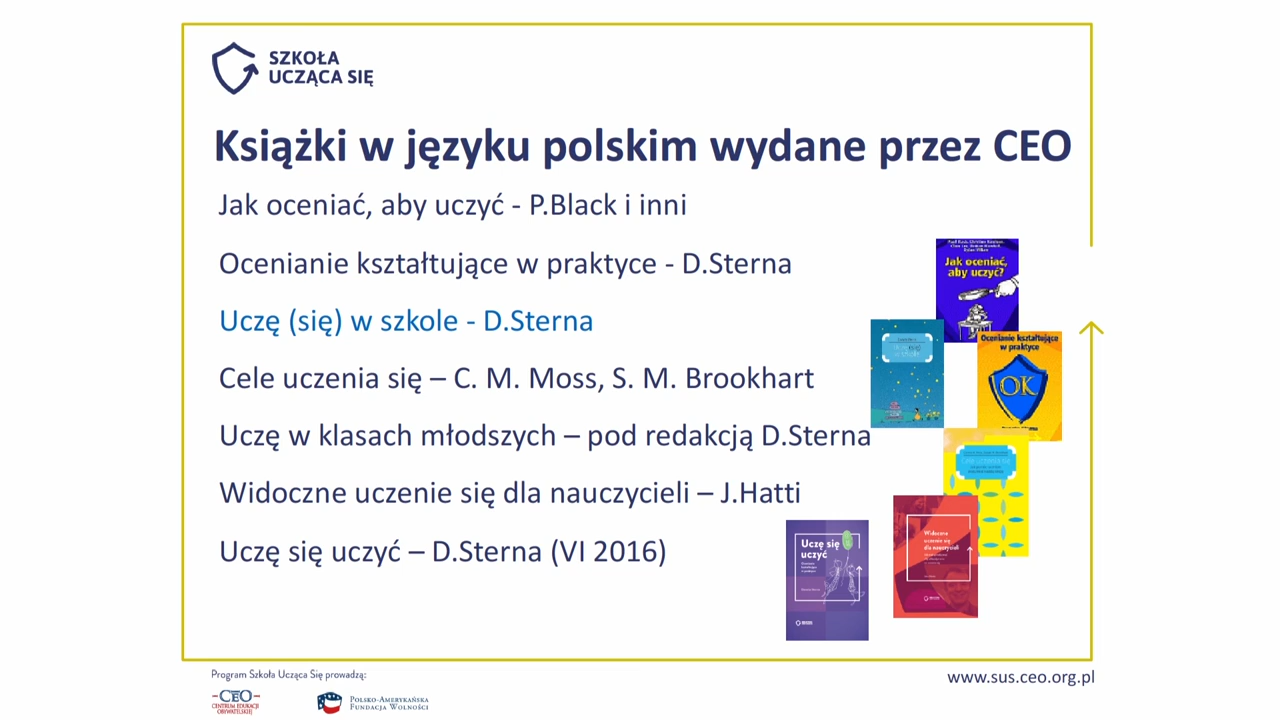 SZKOŁA
UCZĄCA SIĘ
Książki w języku polskim wydane przez CEO
Jak oceniać, aby uczyć - P.Black i inni
Ocenianie kształtujące w praktyce - D.Sterna
Uczę (się) w szkole - D.Sterna
Cele uczenia się – C. M. Moss, S. M. Brookhart
Uczę w klasach młodszych – pod redakcją D.Sterna
Widoczne uczenie się dla nauczycieli – J.Hatti
Uczę się uczyć – D.Sterna (VI 2016)
Jak oceniać,
aby uczyć?
Ocenianie kształtujące
w praktyce
OK
Widoczne
uczenie się
dla nauczycieli
Uczę się
uczyć
Program Szkoła Ucząca Się prowadzą:
CEO
CENTRUM EDUKACJI
OBYWATELSKIEJ
POLSKO-AMERYKAŃSKA
FUNDACJA WOLNOŚCI
www.sus.ceo.org.pl